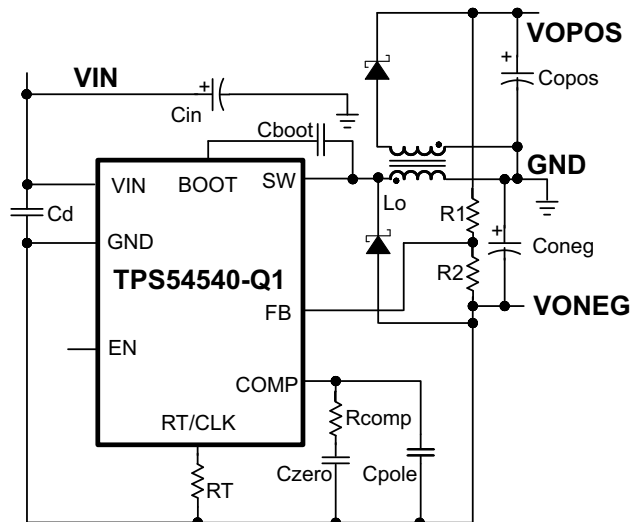 VOPOS
VIN
+
Copos
+
Cin
Cboot
GND
VIN
BOOT
SW
Cd
Lo
R1
GND
+
Coneg
TPS54540-Q1
R2
FB
VONEG
EN
COMP
RT/CLK
Rcomp
RT
Czero
Cpole